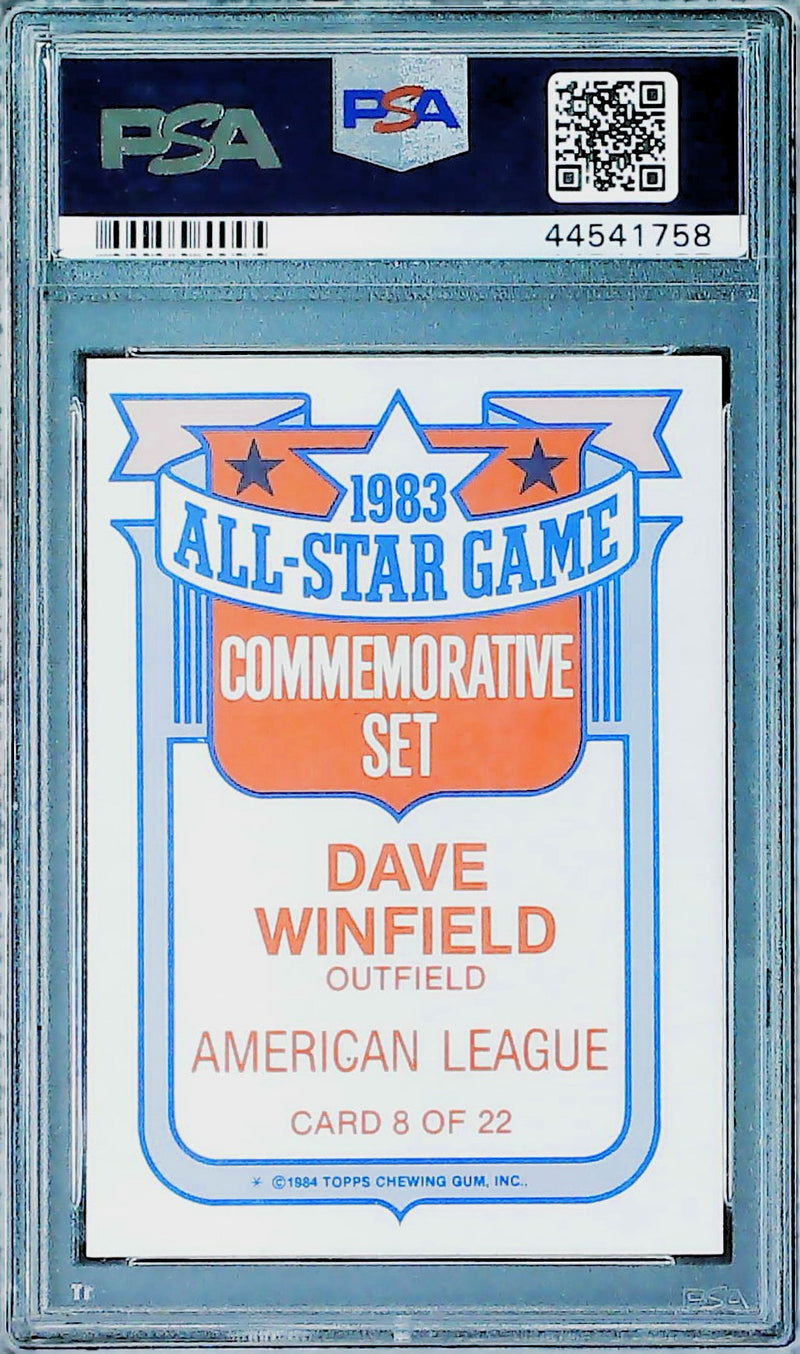 PSA
PSA
44541758
1983
ALL-STAR GAME
COMMEMORATIVE
SET
DAVE
WINFIELD
OUTFIELD
AMERICAN LEAGUE
CARD 8 OF 22
* ©1984 TOPPS CHEWING GUM, INC.
PSA